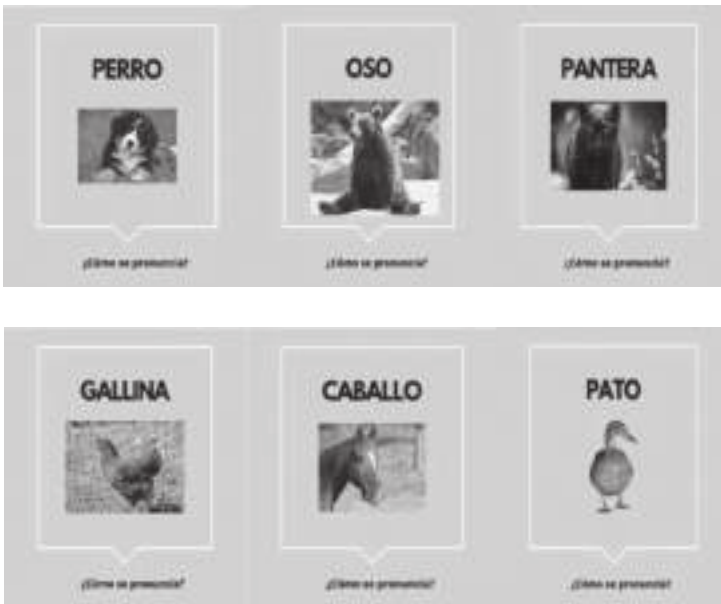 PERRO
OSO
PANTERA
¿Cómo se pronuncia?
¿Cómo se pronuncia?
¿Cómo se pronuncia?
GALLINA
CABALLO
PATO
¿Cómo se pronuncia?
¿Cómo se pronuncia?
¿Cómo se pronuncia?